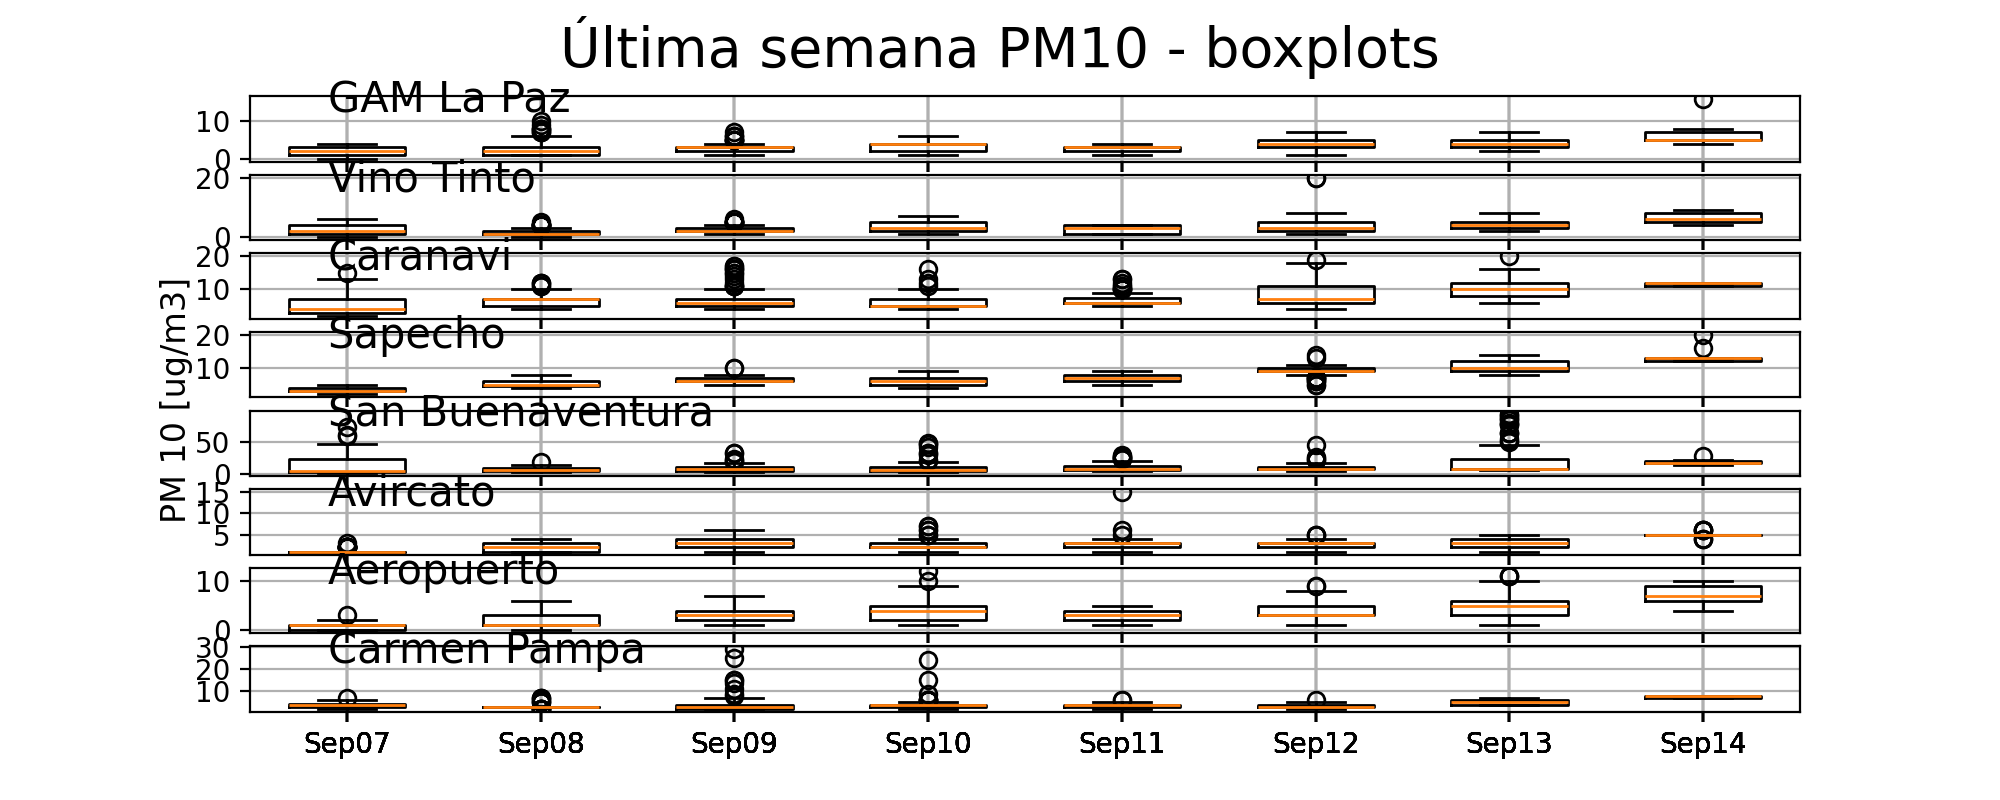 Última semana PM10 - boxplots
GAM La Paz
10
0
Vino Tinto
20
0
Caranavi
20
10
Sapecho
20
10
San Buenaventura
50
0
Avircato
15
10
5
Aeropuerto
10
0
Carmen Pampa
30
20
10
PM 10 [ug/m3]
Sep07 Sep08 Sep09 Sep10 Sep11 Sep12 Sep13 Sep14